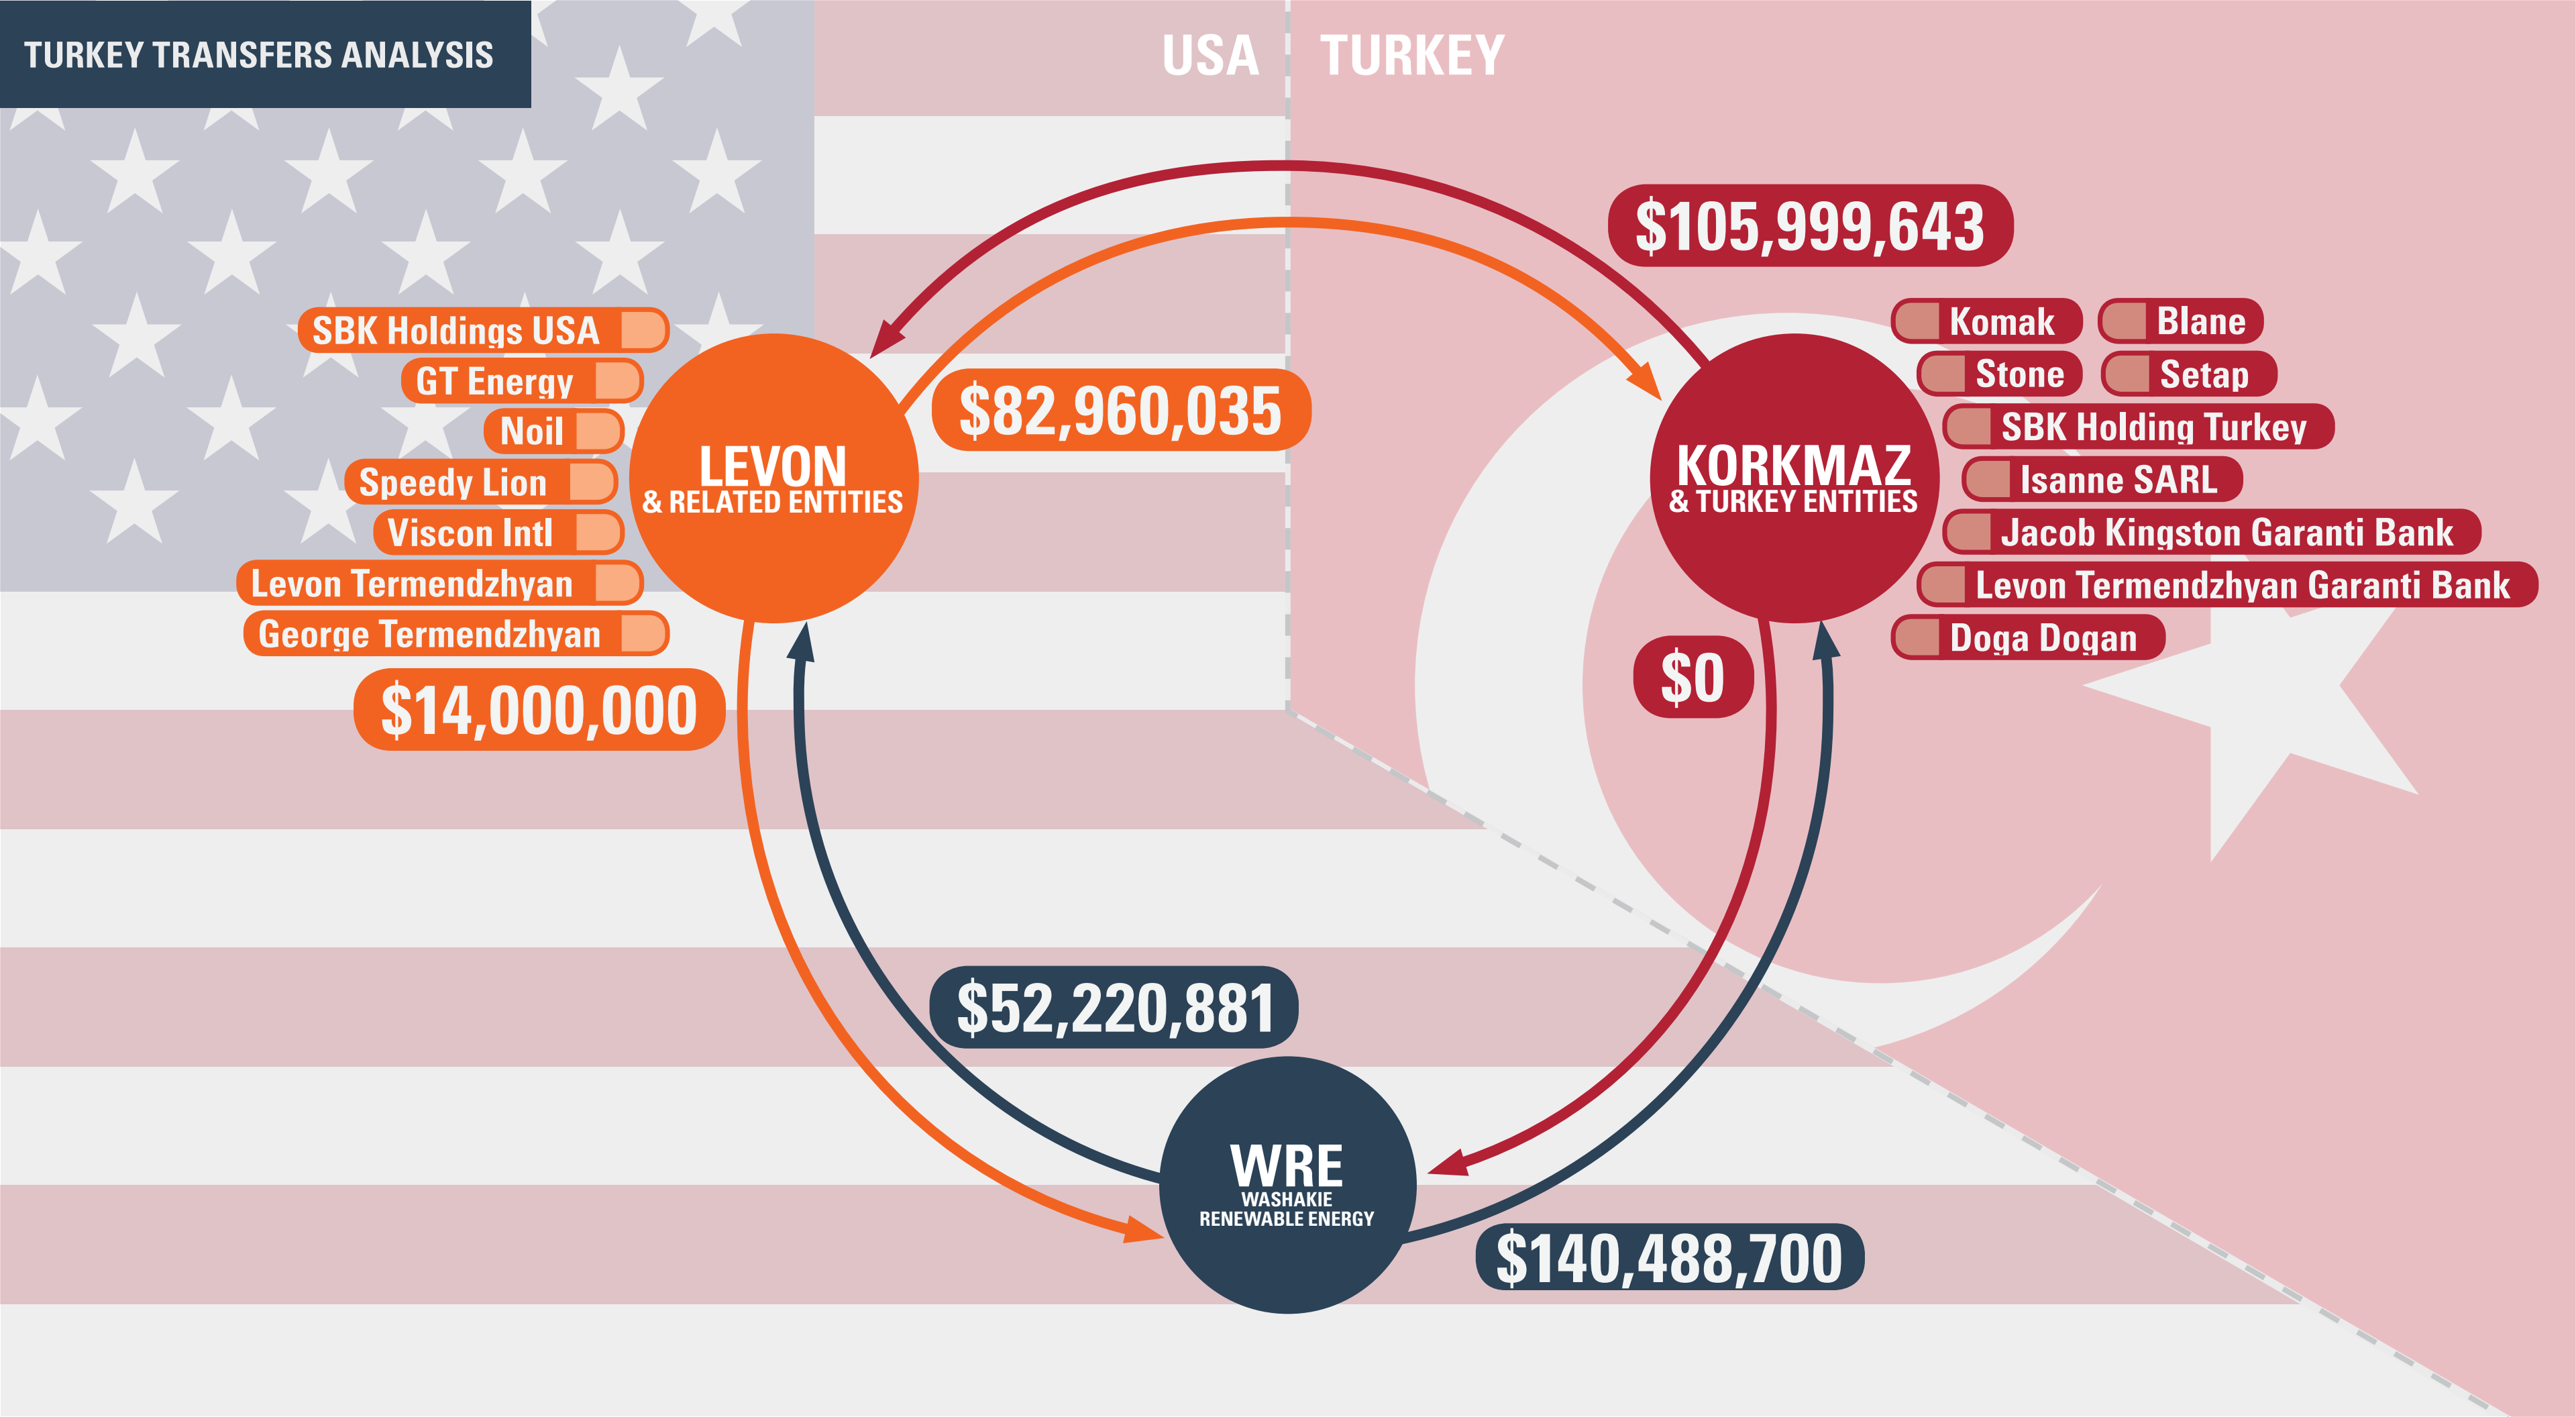 TURKEY TRANSFERS ANALYSIS
USA
TURKEY
$105,999,643
$82,960,035
SBK Holdings USA
GT Energy
Noil
Speedy Lion
Viscon Intl
Levon Termendzhyan
George Termendzhyan
LEVON
& RELATED ENTITIES
KORKMAZ
& TURKEY ENTITIES
Komak
Blane
Stone
Setap
SBK Holding Turkey
Isanne SARL
Jacob Kingston Garanti Bank
Levon Termendzhyan Garanti Bank
Doga Dogan
$14,000,000
$0
$52,220,881
WRE
WASHAKIE
RENEWABLE ENERGY
$140,488,700